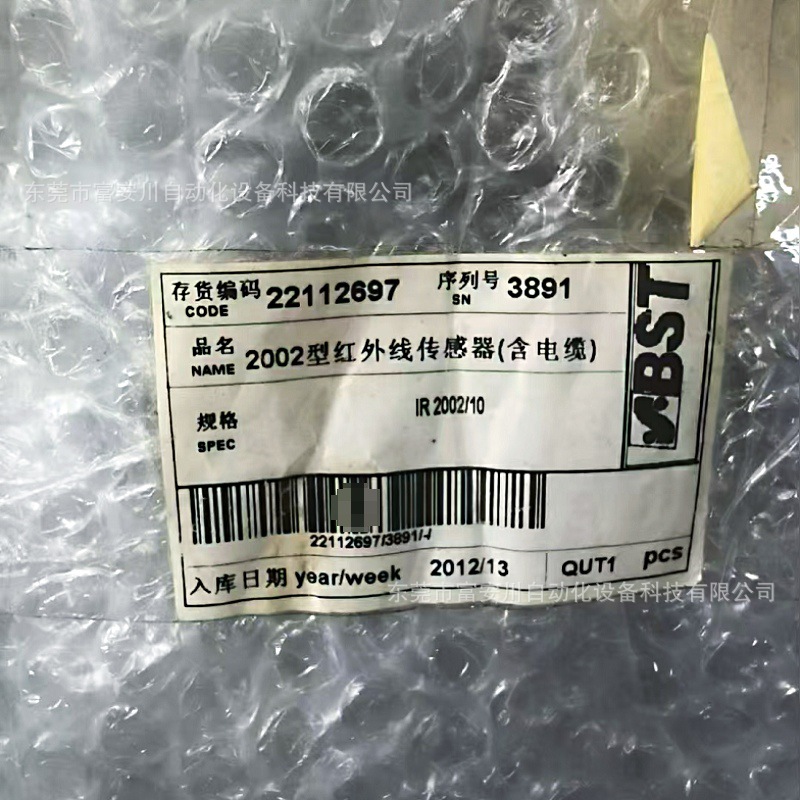 东莞市富安川自动化设备科技有限公司
存货编码 22112697 序列号 3891
CODE SN
品名 2002型红外线传感器(含电缆)
NAME
规格 IR 2002/10
SPEC
BST
22112697/3891/-/
入库日期 year/week 2012/13 QUT1 pcs
东莞市富安川自动化设备科技有限公司